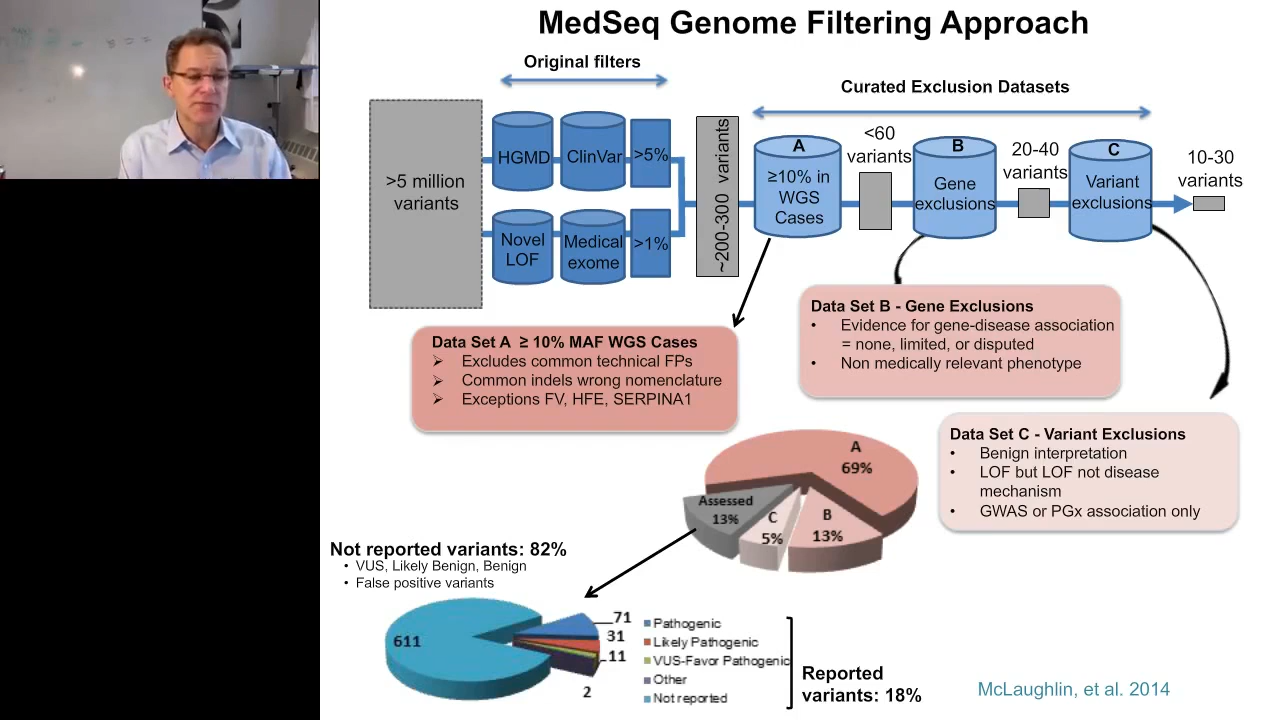 MedSeq Genome Filtering Approach
Original filters
Curated Exclusion Datasets
>5 million
variants
HGMD
ClinVar
>5%
Novel
LOF
Medical
exome
>1%
~200-300 variants
A
≥10% in
WGS
Cases
<60
variants
B
Gene
exclusions
20-40
variants
C
Variant
exclusions
10-30
variants
Data Set A ≥ 10% MAF WGS Cases
Excludes common technical FPs
Common indels wrong nomenclature
Exceptions FV, HFE, SERPINA1
Data Set B - Gene Exclusions
• Evidence for gene-disease association
= none, limited, or disputed
• Non medically relevant phenotype
Data Set C - Variant Exclusions
• Benign interpretation
• LOF but LOF not disease
mechanism
• GWAS or PGx association only
A
69%
Assessed
13%
C
5%
B
13%
Not reported variants: 82%
• VUS, Likely Benign, Benign
• False positive variants
611
71
31
11
2
Pathogenic
Likely Pathogenic
VUS-Favor Pathogenic
Other
Not reported
Reported
variants: 18%
McLaughlin, et al. 2014